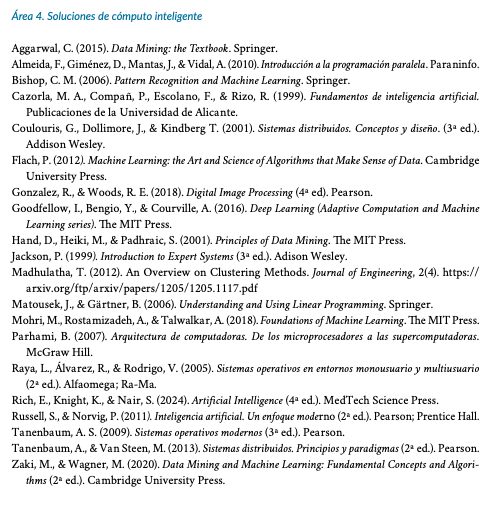 Área 4. Soluciones de cómputo inteligente
Aggarwal, C. (2015). Data Mining: the Textbook. Springer.
Almeida, F., Giménez, D., Mantas, J., & Vidal, A. (2010). Introducción a la programación paralela. Paraninfo.
Bishop, C. M. (2006). Pattern Recognition and Machine Learning. Springer.
Cazorla, M. A., Compañ, P., Escolano, F., & Rizo, R. (1999). Fundamentos de inteligencia artificial.
Publicaciones de la Universidad de Alicante.
Coulouris, G., Dollimore, J., & Kindberg T. (2001). Sistemas distribuidos. Conceptos y diseño. (3ª ed.).
Addison Wesley.
Flach, P. (2012). Machine Learning: the Art and Science of Algorithms that Make Sense of Data. Cambridge
University Press.
Gonzalez, R., & Woods, R. E. (2018). Digital Image Processing (4ª ed). Pearson.
Goodfellow, I., Bengio, Y., & Courville, A. (2016). Deep Learning (Adaptive Computation and Machine
Learning series). The MIT Press.
Hand, D., Heiki, M., & Padhraic, S. (2001). Principles of Data Mining. The MIT Press.
Jackson, P. (1999). Introduction to Expert Systems (3ª ed.). Adison Wesley.
Madhulatha, T. (2012). An Overview on Clustering Methods. Journal of Engineering, 2(4). https://
arxiv.org/ftp/arxiv/papers/1205/1205.1117.pdf
Matousek, J., & Gärtner, B. (2006). Understanding and Using Linear Programming. Springer.
Mohri, M., Rostamizadeh, A., & Talwalkar, A. (2018). Foundations of Machine Learning. The MIT Press.
Parhami, B. (2007). Arquitectura de computadoras. De los microprocesadores a las supercomputadoras.
McGraw Hill.
Raya, L., Álvarez, R., & Rodrigo, V. (2005). Sistemas operativos en entornos monousuario y multiusuario
(2ª ed.). Alfaomega; Ra-Ma.
Rich, E., Knight, K., & Nair, S. (2024). Artificial Intelligence (4ª ed.). MedTech Science Press.
Russell, S., & Norvig, P. (2011). Inteligencia artificial. Un enfoque moderno (2ª ed.). Pearson; Prentice Hall.
Tanenbaum, A. S. (2009). Sistemas operativos modernos (3ª ed.). Pearson.
Tanenbaum, A., & Van Steen, M. (2013). Sistemas distribuidos. Principios y paradigmas (2ª ed.). Pearson.
Zaki, M., & Wagner, M. (2020). Data Mining and Machine Learning: Fundamental Concepts and Algori-
thms (2ª ed.). Cambridge University Press.